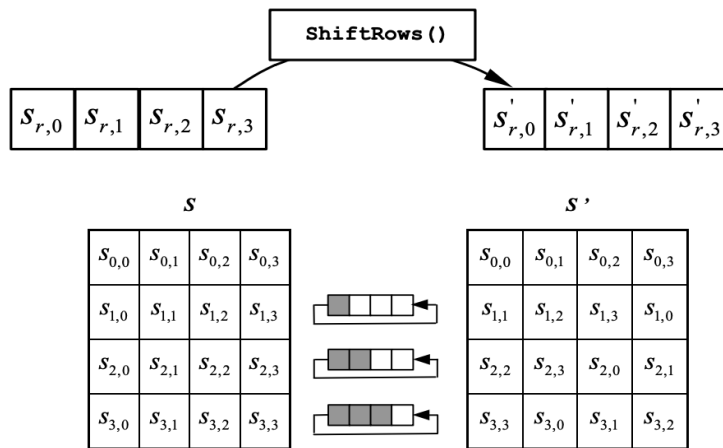 ShiftRows()
S_{r,0} S_{r,1} S_{r,2} S_{r,3} S'_{r,0} S'_{r,1} S'_{r,2} S'_{r,3}
S S'
S_{0,0} S_{0,1} S_{0,2} S_{0,3} S_{0,0} S_{0,1} S_{0,2} S_{0,3}
S_{1,0} S_{1,1} S_{1,2} S_{1,3} S_{1,1} S_{1,2} S_{1,3} S_{1,0}
S_{2,0} S_{2,1} S_{2,2} S_{2,3} S_{2,2} S_{2,3} S_{2,0} S_{2,1}
S_{3,0} S_{3,1} S_{3,2} S_{3,3} S_{3,3} S_{3,0} S_{3,1} S_{3,2}